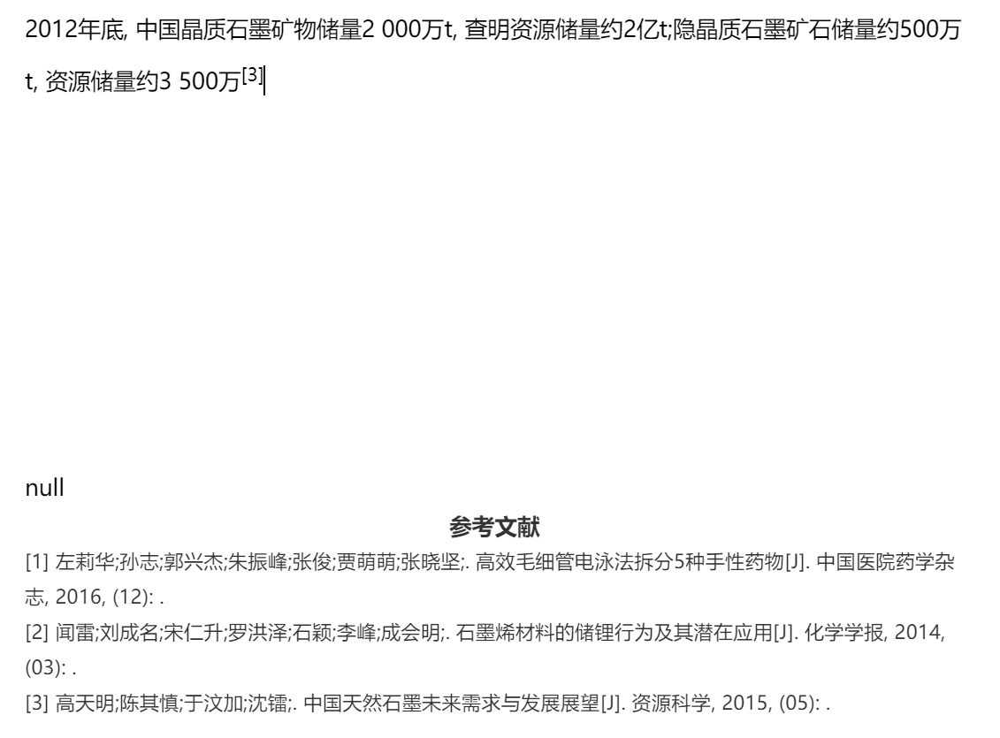 2012年底, 中国晶质石墨矿物储量2 000万t, 查明资源储量约2亿t;隐晶质石墨矿石储量约500万
t, 资源储量约3 500万[3]
null
参考文献
[1] 左莉华;孙志;郭兴杰;朱振峰;张俊;贾萌萌;张晓坚;. 高效毛细管电泳法拆分5种手性药物[J]. 中国医院药学杂
志, 2016, (12): .
[2] 闻雷;刘成名;宋仁升;罗洪泽;石颖;李峰;成会明;. 石墨烯材料的储锂行为及其潜在应用[J]. 化学学报, 2014,
(03): .
[3] 高天明;陈其慎;于汶加;沈镭;. 中国天然石墨未来需求与发展展望[J]. 资源科学, 2015, (05): .